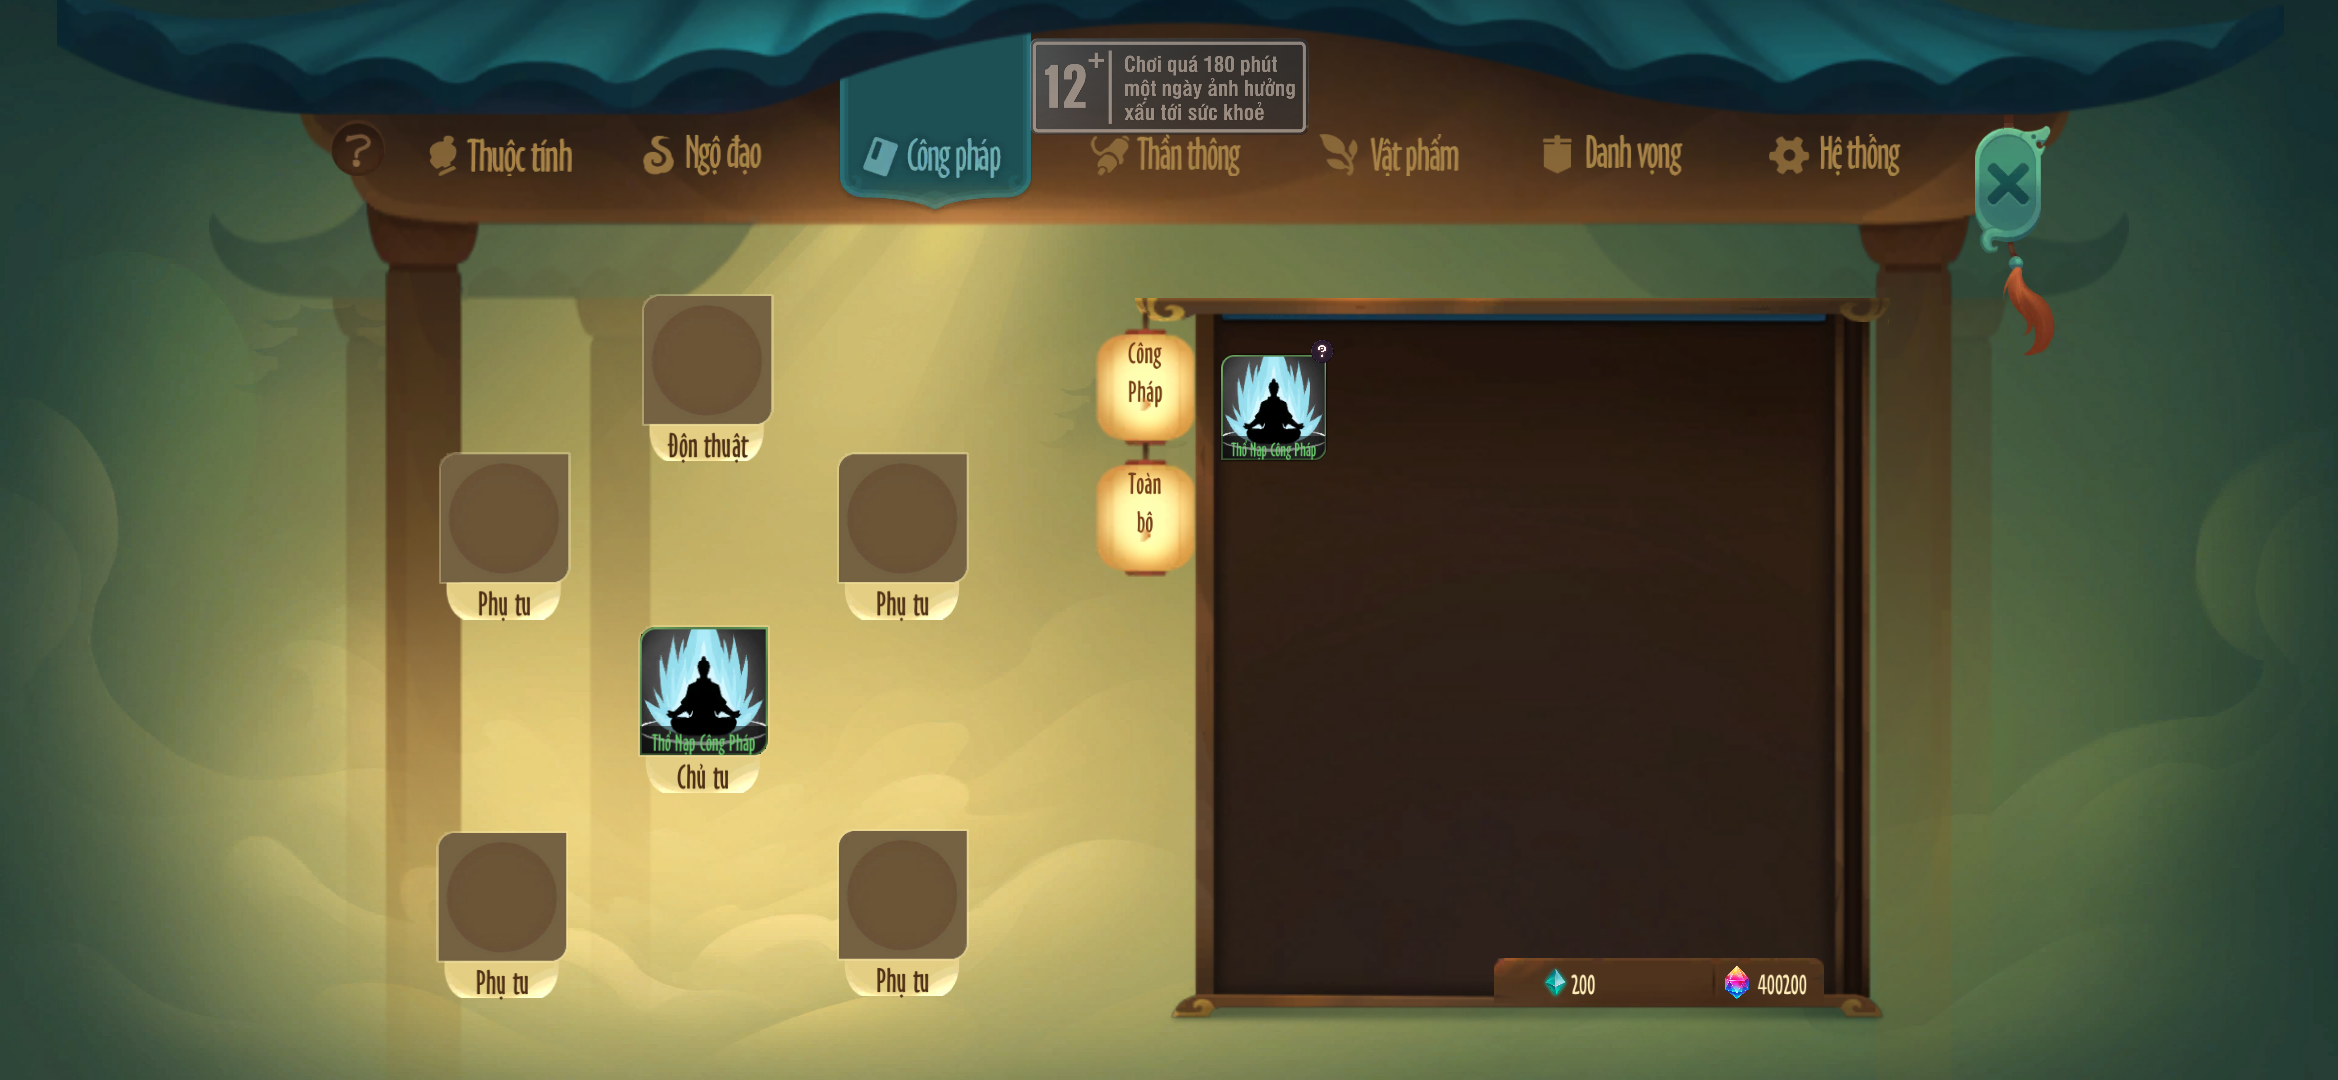 12+
Chơi quá 180 phút
một ngày ảnh hưởng
xấu tới sức khoẻ
?
Thuộc tính
Ngộ đạo
Công pháp
Thần thông
Vật phẩm
Danh vọng
Hệ thống
Độn thuật
Phụ tu
Phụ tu
Thổ Nạp Công Pháp
Chủ tu
Phụ tu
Phụ tu
Công
Pháp
Toàn
bộ
?
Thổ Nạp Công Pháp
200
400200